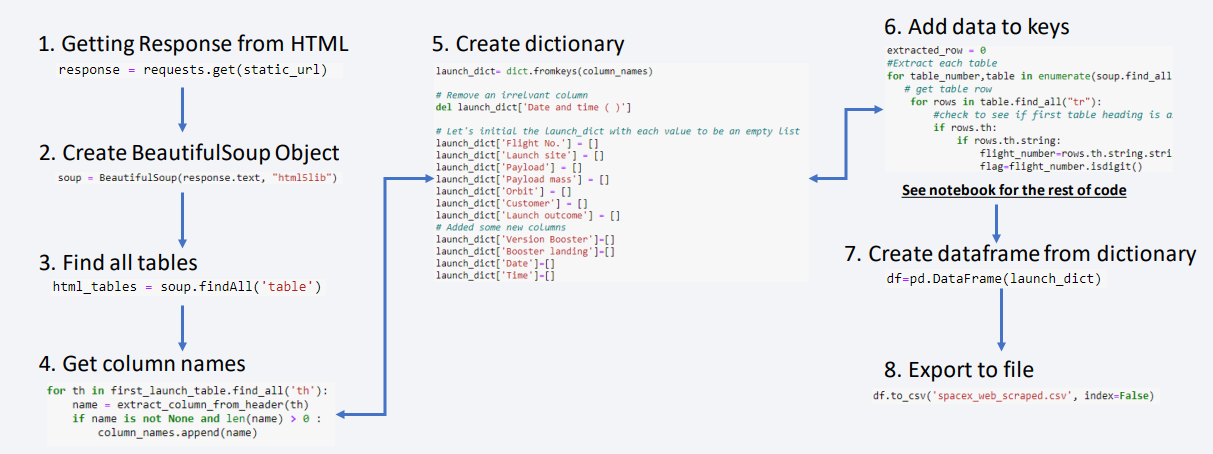 1. Getting Response from HTML
response = requests.get(static_url)
2. Create BeautifulSoup Object
soup = BeautifulSoup(response.text, "html5lib")
3. Find all tables
html_tables = soup.findAll('table')
4. Get column names
for th in first_launch_table.find_all('th'):
    name = extract_column_from_header(th)
    if name is not None and len(name) > 0 :
        column_names.append(name)
5. Create dictionary
launch_dict= dict.fromkeys(column_names)
# Remove an irrelvant column
del launch_dict['Date and time ( )']
# Let's initial the launch_dict with each value to be an empty list
launch_dict['Flight No.'] = []
launch_dict['Launch site'] = []
launch_dict['Payload'] = []
launch_dict['Payload mass'] = []
launch_dict['Orbit'] = []
launch_dict['Customer'] = []
launch_dict['Launch outcome'] = []
# Added some new columns
launch_dict['Version Booster']=[]
launch_dict['Booster landing']=[]
launch_dict['Date']=[]
launch_dict['Time']=[]
6. Add data to keys
extracted_row = 0
#Extract each table
for table_number,table in enumerate(soup.find_all
    # get table row
    for rows in table.find_all("tr"):
        #check to see if first table heading is a
        if rows.th:
            if rows.th.string:
                flight_number=rows.th.string.stri
                flag=flight_number.isdigit()
See notebook for the rest of code
7. Create dataframe from dictionary
df=pd.DataFrame(launch_dict)
8. Export to file
df.to_csv('spacex_web_scraped.csv', index=False)